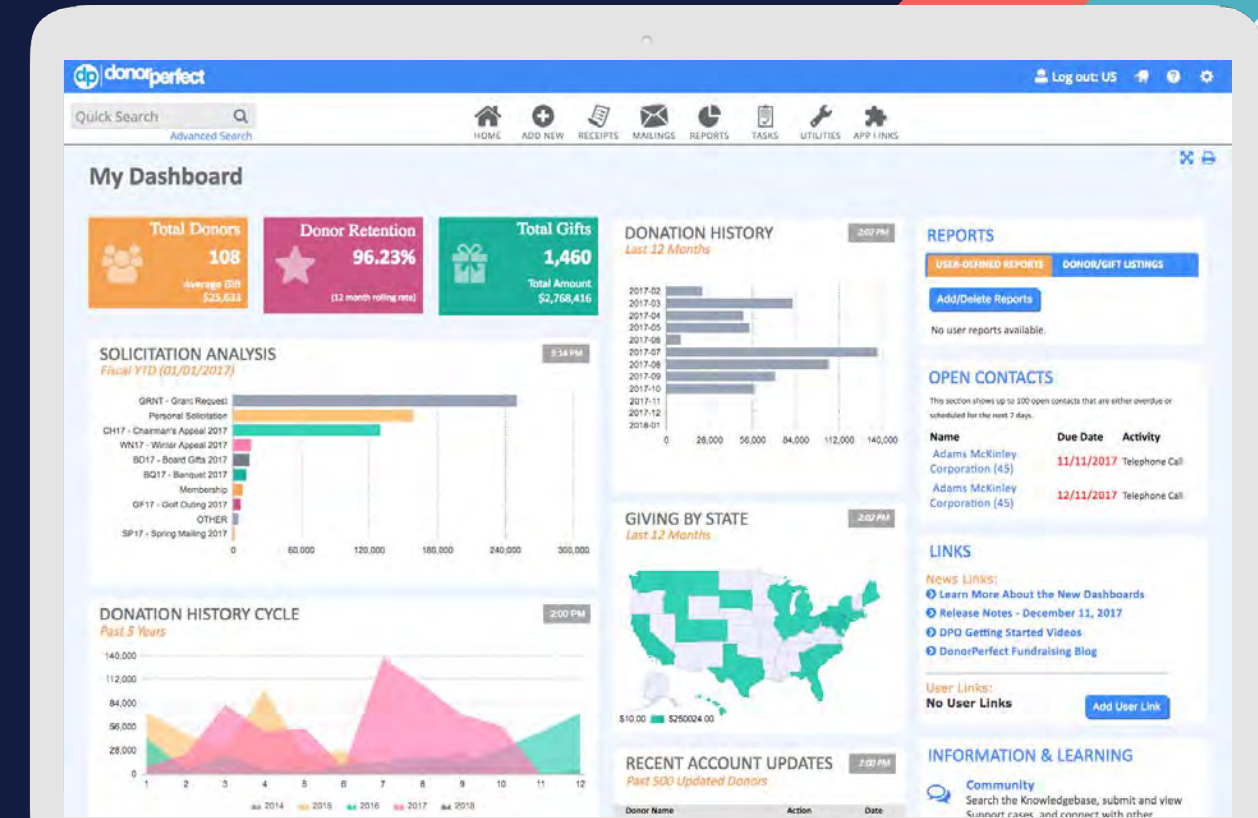 dp donorperfect
Log out: US
Quick Search
Advanced Search
HOME ADD NEW RECEIPTS MAILINGS REPORTS TASKS UTILITIES APP LINKS
My Dashboard
Total Donors
108
Average Gift
$25,633
Donor Retention
96.23%
(12 month rolling rate)
Total Gifts
1,460
Total Amount
$2,768,416
SOLICITATION ANALYSIS
Fiscal YTD (01/01/2017)
GRNT - Grant Request
Personal Solicitation
CH17 - Chairman's Appeal 2017
WN17 - Winter Appeal 2017
BD17 - Board Gifts 2017
BQ17 - Banquet 2017
Membership
GF17 - Golf Outing 2017
OTHER
SP17 - Spring Mailing 2017
0 60,000 120,000 180,000 240,000 300,000
DONATION HISTORY CYCLE
2:00 PM
Past 5 Years
140,000
112,000
84,000
56,000
28,000
0
1 2 3 4 5 6 7 8 9 10 11 12
2014 2015 2016 2017 2018
DONATION HISTORY
2:02 PM
Last 12 Months
2017-02
2017-03
2017-04
2017-05
2017-06
2017-07
2017-08
2017-09
2017-10
2017-11
2017-12
2018-01
0 28,000 56,000 84,000 112,000 140,000
GIVING BY STATE
2:02 PM
Last 12 Months
$10.00 $250024.00
RECENT ACCOUNT UPDATES
2:00 PM
Past 500 Updated Donors
Donor Name Action Date
REPORTS
USER-DEFINED REPORTS DONOR/GIFT LISTINGS
Add/Delete Reports
No user reports available.
OPEN CONTACTS
This section shows up to 100 open contacts that are either overdue or
scheduled for the next 7 days.
Name Due Date Activity
Adams McKinley
Corporation (45) 11/11/2017 Telephone Call
Adams McKinley
Corporation (45) 12/11/2017 Telephone Call
LINKS
News Links:
Learn More About the New Dashboards
Release Notes - December 11, 2017
DPO Getting Started Videos
DonorPerfect Fundraising Blog
User Links:
No User Links
Add User Link
INFORMATION & LEARNING
Community
Search the Knowledgebase, submit and view
Support cases, and connect with other